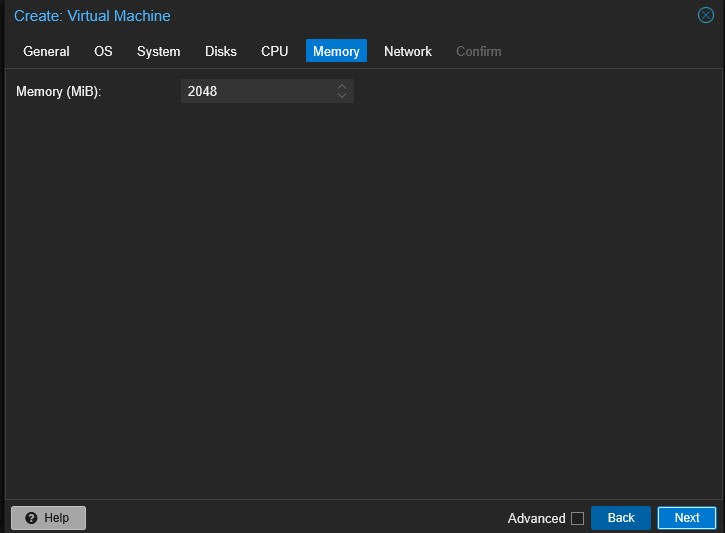 Create: Virtual Machine
General OS System Disks CPU Memory Network Confirm
Memory (MiB): 2048
Help Advanced Back Next